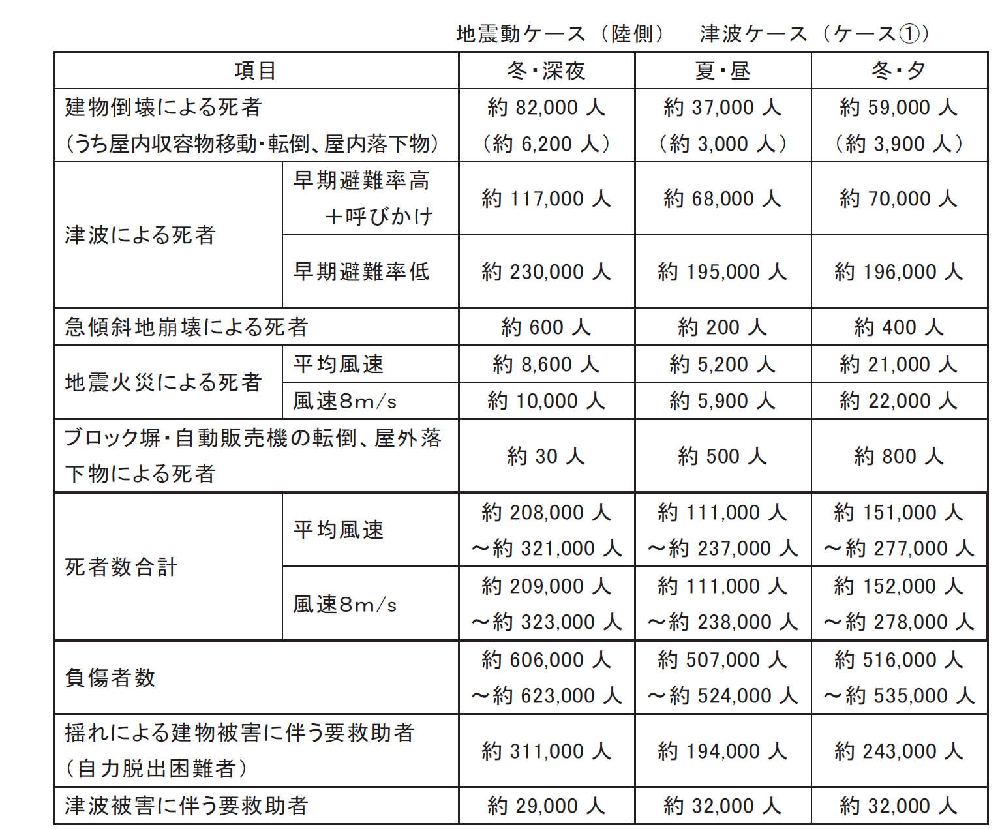 地震動ケース（陸側）　津波ケース（ケース①）
項目 冬・深夜 夏・昼 冬・夕
建物倒壊による死者 約 82,000 人 約 37,000 人 約 59,000 人
（うち屋内収容物移動・転倒、屋内落下物） （約 6,200 人） （約 3,000 人） （約 3,900 人）
津波による死者
早期避難率高
＋呼びかけ
約 117,000 人 約 68,000 人 約 70,000 人
早期避難率低 約 230,000 人 約 195,000 人 約 196,000 人
急傾斜地崩壊による死者 約 600 人 約 200 人 約 400 人
地震火災による死者
平均風速 約 8,600 人 約 5,200 人 約 21,000 人
風速８ｍ/s 約 10,000 人 約 5,900 人 約 22,000 人
ブロック塀・自動販売機の転倒、屋外落
下物による死者
約 30 人 約 500 人 約 800 人
死者数合計
平均風速
約 208,000 人 約 111,000 人 約 151,000 人
～約 321,000 人 ～約 237,000 人 ～約 277,000 人
風速８ｍ/s
約 209,000 人 約 111,000 人 約 152,000 人
～約 323,000 人 ～約 238,000 人 ～約 278,000 人
負傷者数
約 606,000 人 約 507,000 人 約 516,000 人
～約 623,000 人 ～約 524,000 人 ～約 535,000 人
揺れによる建物被害に伴う要救助者
（自力脱出困難者）
約 311,000 人 約 194,000 人 約 243,000 人
津波被害に伴う要救助者 約 29,000 人 約 32,000 人 約 32,000 人